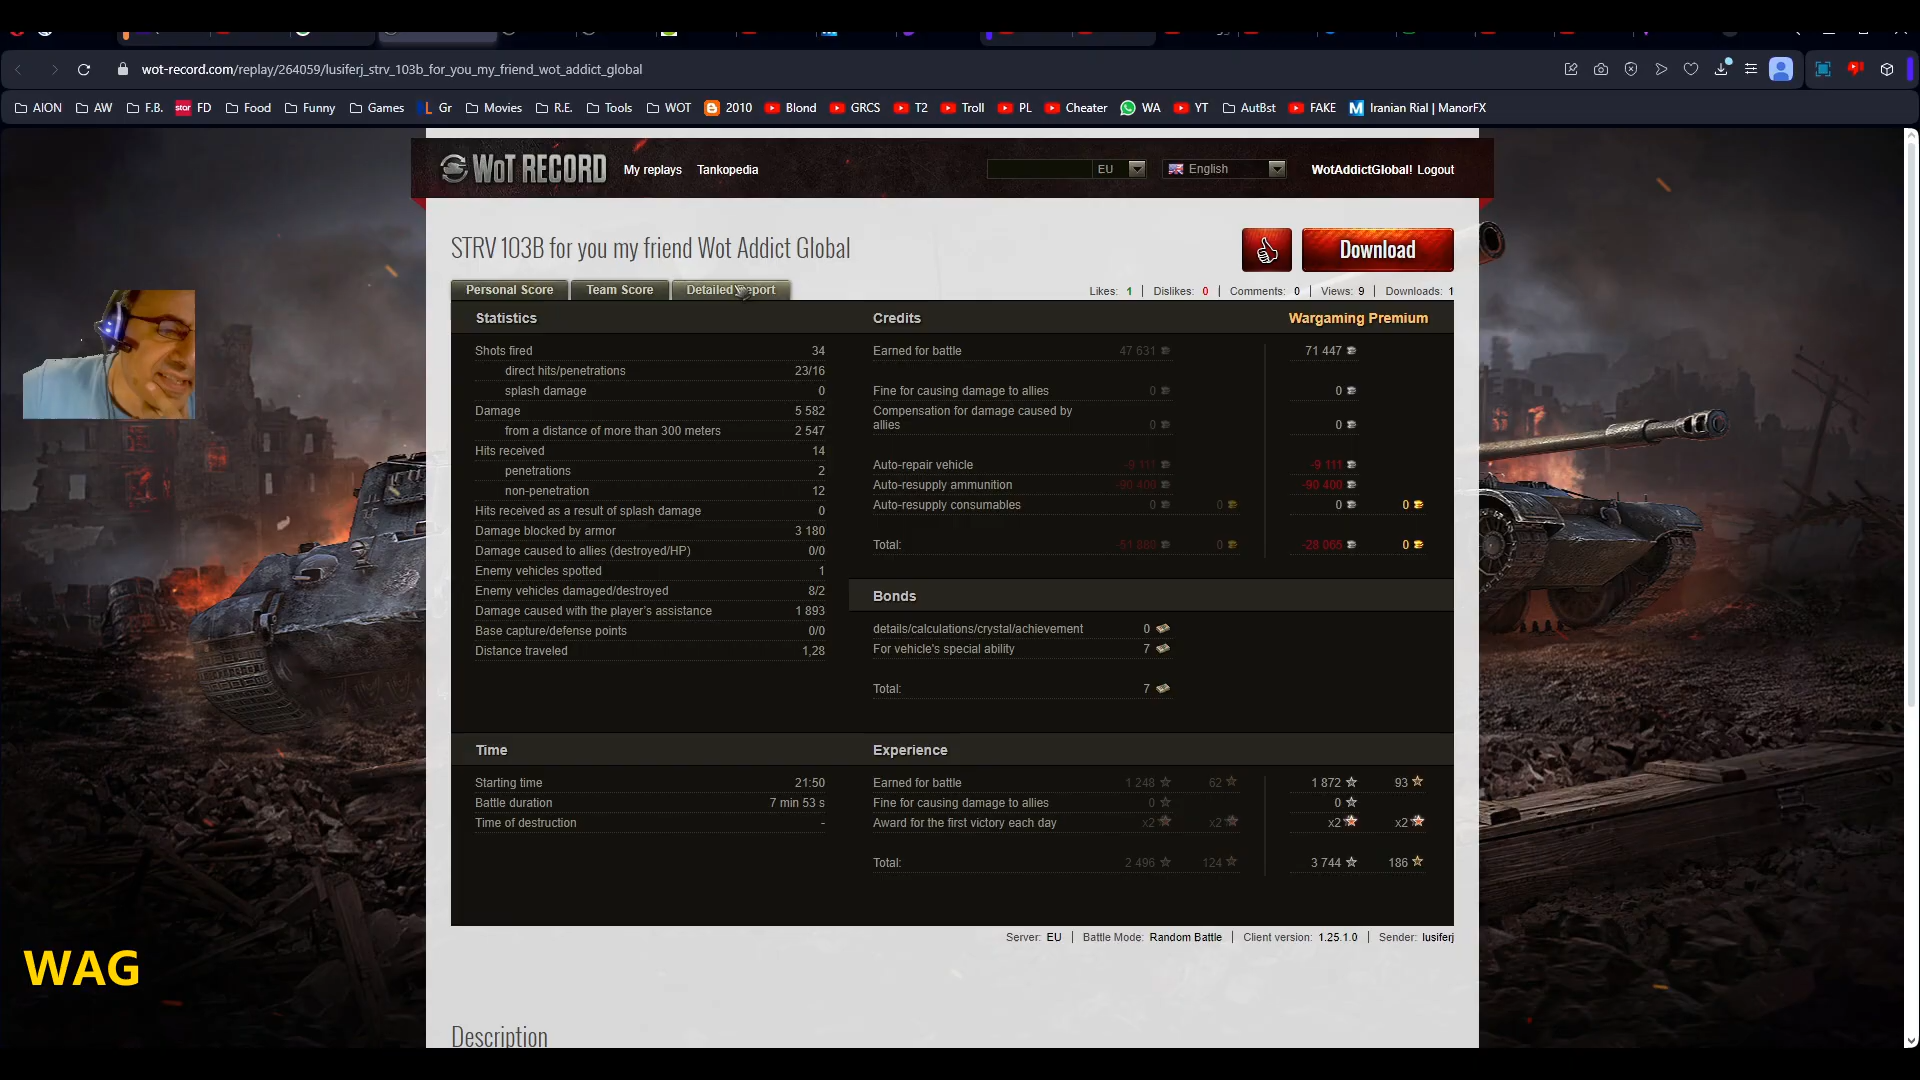 wot-record.com/replay/264059/lusiferj_strv_103b_for_you_my_friend_wot_addict_global
AION AW F.B. star FD Food Funny Games L Gr Movies R.E. Tools WOT 2010 Blond GRCS T2 Troll PL Cheater WA YT AutBst FAKE M Iranian Rial | ManorFX
WOT RECORD My replays Tankopedia EU English WotAddictGlobal! Logout
STRV 103B for you my friend Wot Addict Global
Download
Personal Score Team Score Detailed Report
Likes: 1 | Dislikes: 0 | Comments: 0 | Views: 9 | Downloads: 1
Statistics Credits Wargaming Premium
Shots fired 34 Earned for battle 47 631 71 447
direct hits/penetrations 23/16
splash damage 0 Fine for causing damage to allies 0 0
Damage 5 582 Compensation for damage caused by
allies 0 0
from a distance of more than 300 meters 2 547
Hits received 14
penetrations 2 Auto-repair vehicle -9 111 -9 111
non-penetration 12 Auto-resupply ammunition -90 400 -90 400
Hits received as a result of splash damage 0 Auto-resupply consumables 0 0 0 0
Damage blocked by armor 3 180
Damage caused to allies (destroyed/HP) 0/0 Total: -51 880 0 -28 065 0
Enemy vehicles spotted 1
Enemy vehicles damaged/destroyed 8/2 Bonds
Damage caused with the player's assistance 1 893
Base capture/defense points 0/0 details/calculations/crystal/achievement 0
Distance traveled 1,28 For vehicle's special ability 7
Total: 7
Time Experience
Starting time 21:50 Earned for battle 1 248 62 1 872 93
Battle duration 7 min 53 s Fine for causing damage to allies 0 0
Time of destruction - Award for the first victory each day x2 x2 x2 x2
Total: 2 496 124 3 744 186
Server: EU | Battle Mode: Random Battle | Client version: 1.25.1.0 | Sender: lusiferj
WAG
Description